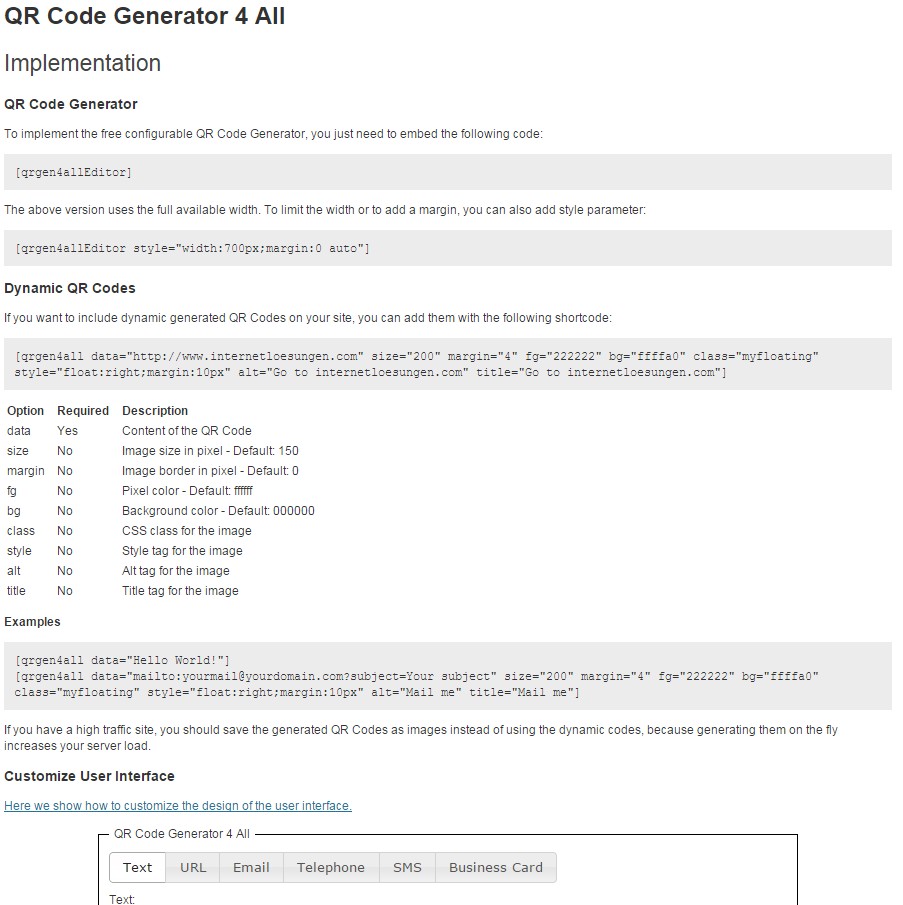 QR Code Generator 4 All
Implementation
QR Code Generator
To implement the free configurable QR Code Generator, you just need to embed the following code:
[qrgen4allEditor]
The above version uses the full available width. To limit the width or to add a margin, you can also add style parameter:
[qrgen4allEditor style="width:700px;margin:0 auto"]
Dynamic QR Codes
If you want to include dynamic generated QR Codes on your site, you can add them with the following shortcode:
[qrgen4all data="http://www.internetloesungen.com" size="200" margin="4" fg="222222" bg="ffffa0" class="myfloating"
style="float:right;margin:10px" alt="Go to internetloesungen.com" title="Go to internetloesungen.com"]
Option Required Description
data Yes Content of the QR Code
size No Image size in pixel - Default: 150
margin No Image border in pixel - Default: 0
fg No Pixel color - Default: ffffff
bg No Background color - Default: 000000
class No CSS class for the image
style No Style tag for the image
alt No Alt tag for the image
title No Title tag for the image
Examples
[qrgen4all data="Hello World!"]
[qrgen4all data="mailto:yourmail@yourdomain.com?subject=Your subject" size="200" margin="4" fg="222222" bg="ffffa0"
class="myfloating" style="float:right;margin:10px" alt="Mail me" title="Mail me"]
If you have a high traffic site, you should save the generated QR Codes as images instead of using the dynamic codes, because generating them on the fly
increases your server load.
Customize User Interface
Here we show how to customize the design of the user interface.
QR Code Generator 4 All
Text URL Email Telephone SMS Business Card
Text: